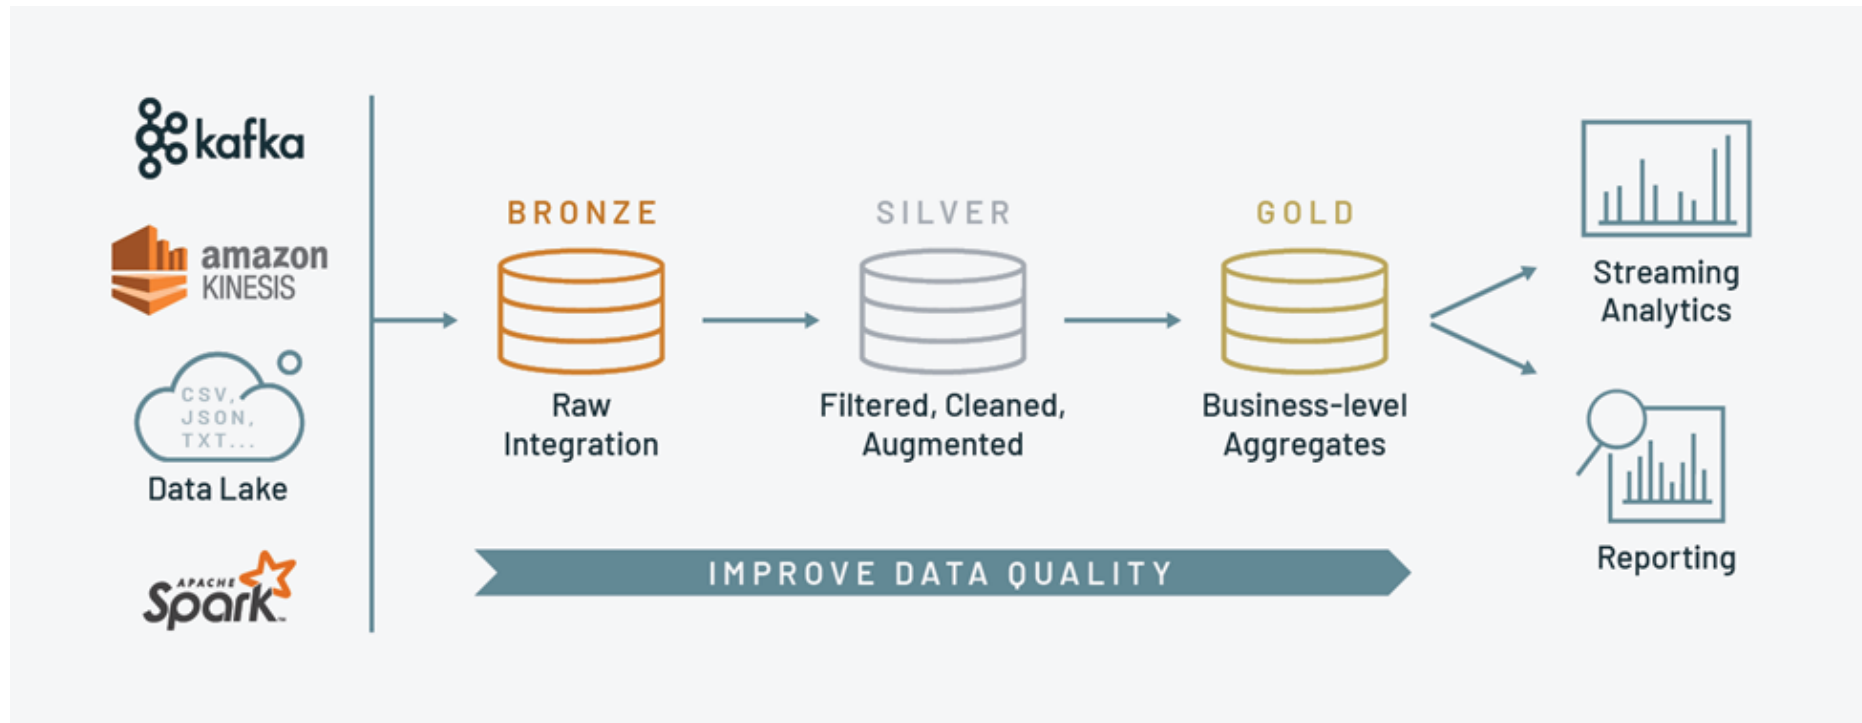 kafka
amazon
KINESIS
CSV,
JSON,
TXT...
Data Lake
APACHE
Spark™
BRONZE
Raw
Integration
SILVER
Filtered, Cleaned,
Augmented
GOLD
Business-level
Aggregates
IMPROVE DATA QUALITY
Streaming
Analytics
Reporting